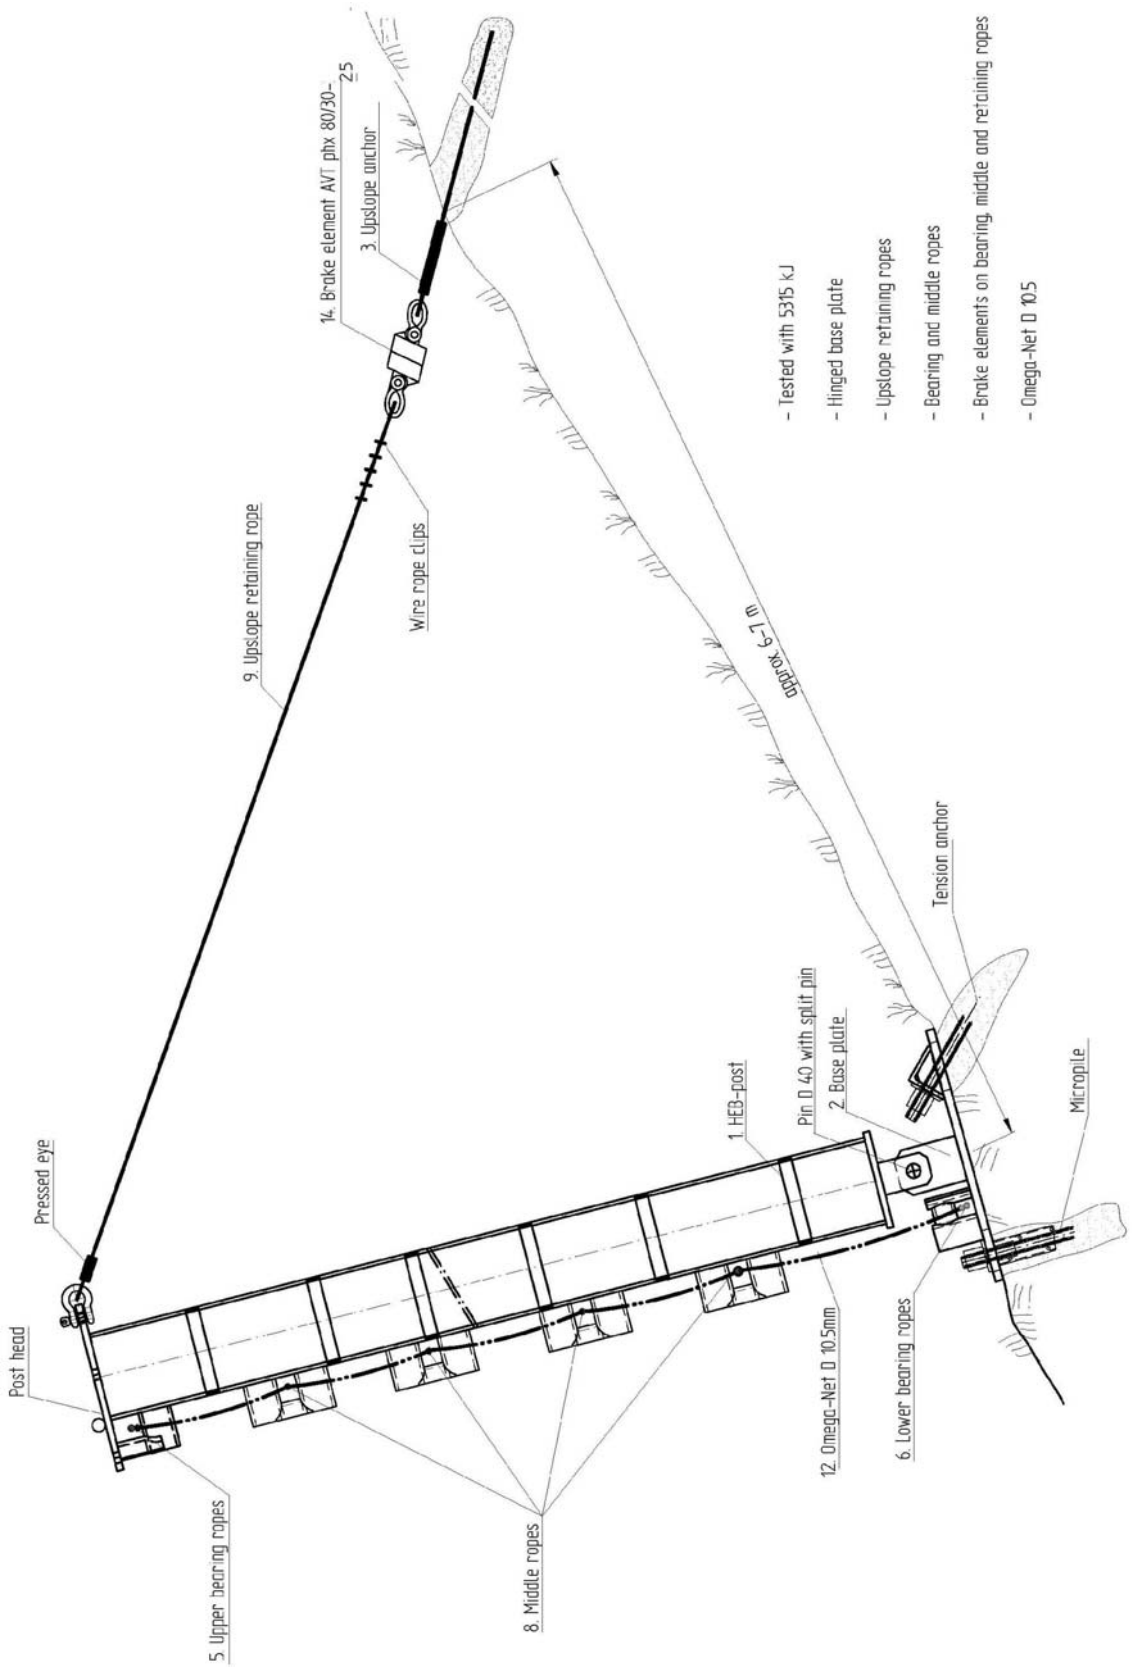 Post head
Pressed eye
5. Upper bearing ropes
9. Upslope retaining rope
14. Brake element AVT phx 80/30-
25
3. Upslope anchor
Wire rope clips
8. Middle ropes
approx. 6-7 m
1. HEB-post
Pin D 40 with split pin
2. Base plate
Tension anchor
12. Omega-Net D 10.5mm
6. Lower bearing ropes
Micropile
- Tested with 5315 kJ
- Hinged base plate
- Upslope retaining ropes
- Bearing and middle ropes
- Brake elements on bearing, middle and retaining ropes
- Omega-Net D 10.5